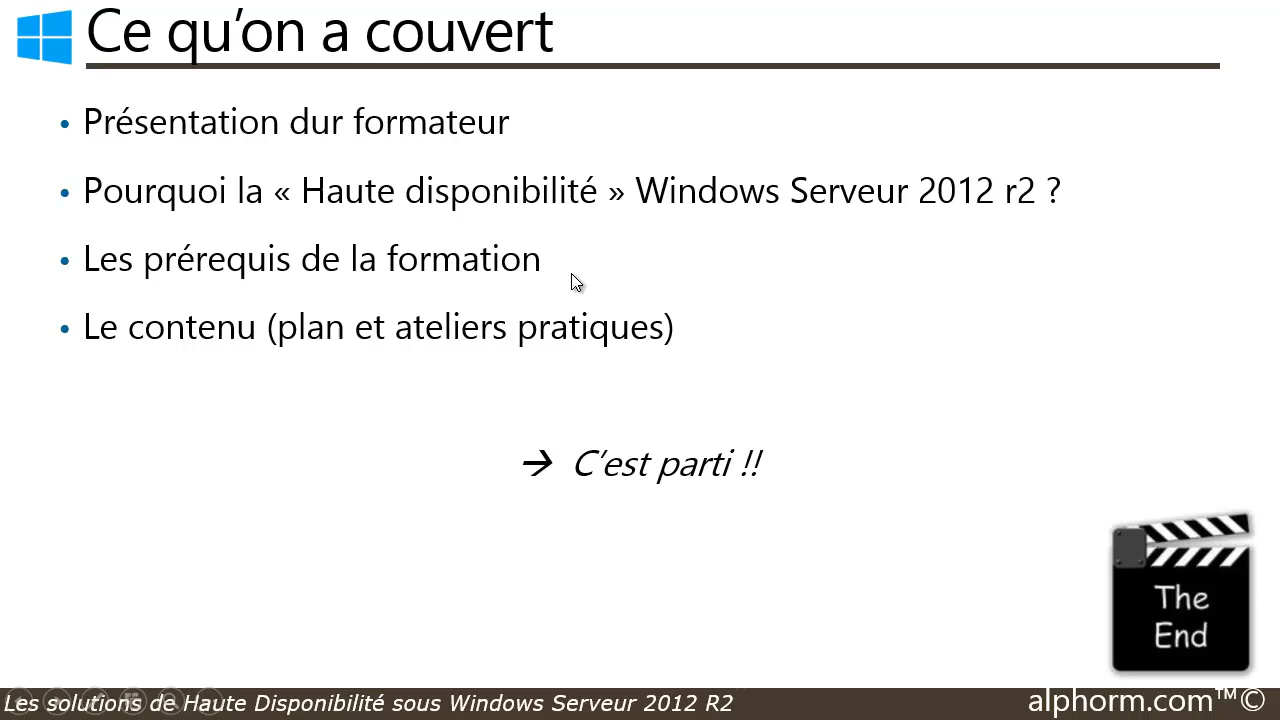 Ce qu'on a couvert
• Présentation dur formateur
• Pourquoi la « Haute disponibilité » Windows Serveur 2012 r2 ?
• Les prérequis de la formation
• Le contenu (plan et ateliers pratiques)
→ C'est parti !!
The
End
Les solutions de Haute Disponibilité sous Windows Serveur 2012 R2
alphorm.com™©